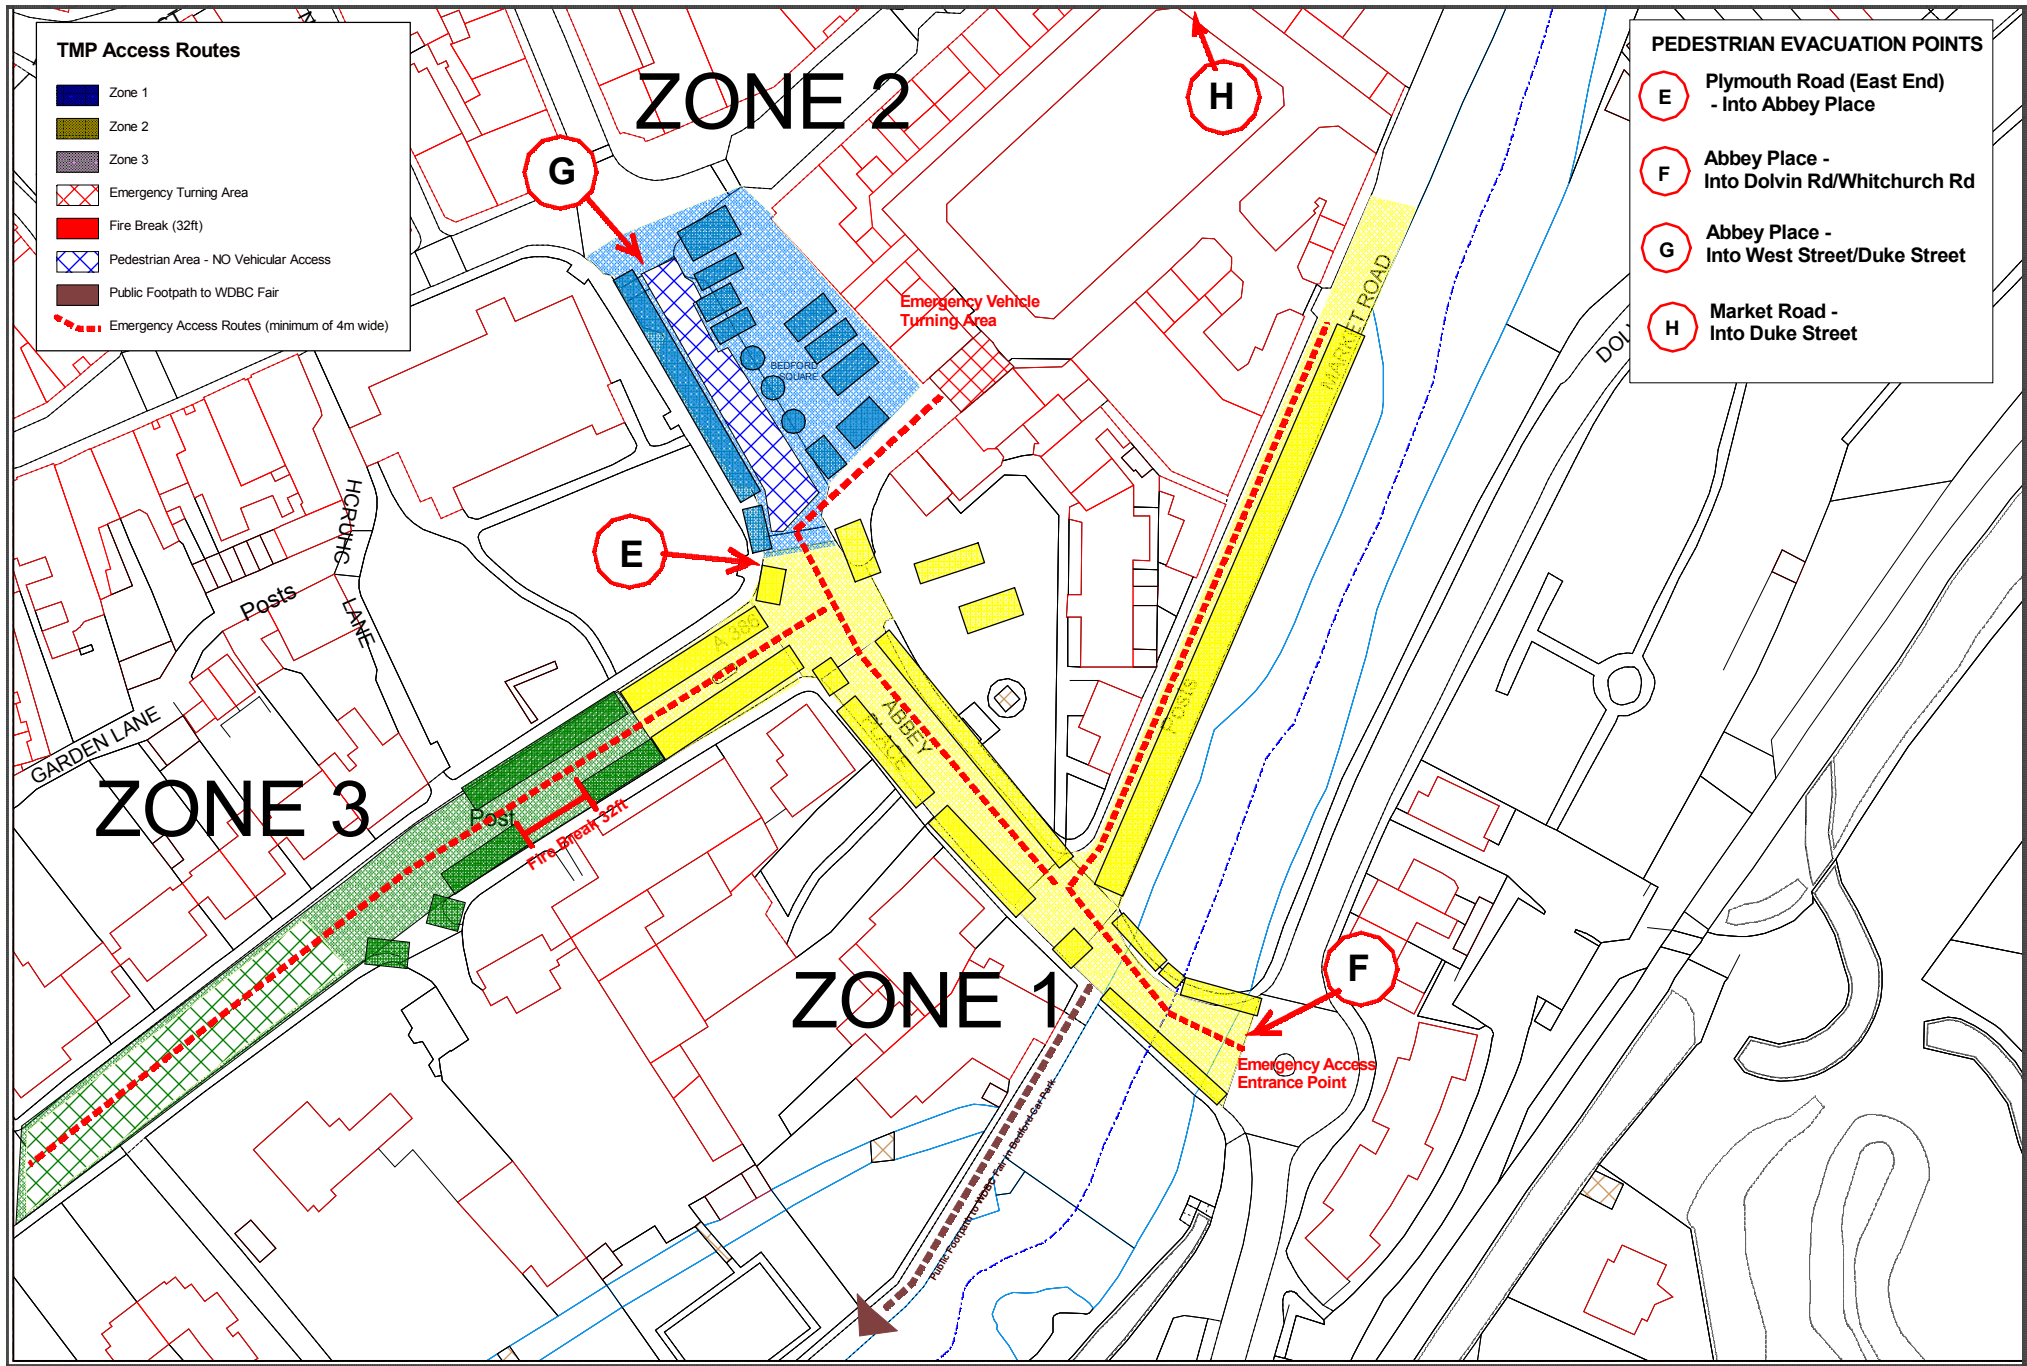 TMP Access Routes
Zone 1
Zone 2
Zone 3
Emergency Turning Area
Fire Break (32ft)
Pedestrian Area - NO Vehicular Access
Public Footpath to WDBC Fair
Emergency Access Routes (minimum of 4m wide)
PEDESTRIAN EVACUATION POINTS
E
Plymouth Road (East End)
- Into Abbey Place
F
Abbey Place -
Into Dolvin Rd/Whitchurch Rd
G
Abbey Place -
Into West Street/Duke Street
H
Market Road -
Into Duke Street
ZONE 2
H
G
Emergency Vehicle
Turning Area
MARKET ROAD
BEDFORD
SQUARE
E
Posts
LANE
A 386
GARDEN LANE
ZONE 3
Post
Fire Break 32ft
ABBEY
PLACE
Posts
ZONE 1
F
Emergency Access
Entrance Point
Public Footpath to WDBC Fair in Bedford Car Park